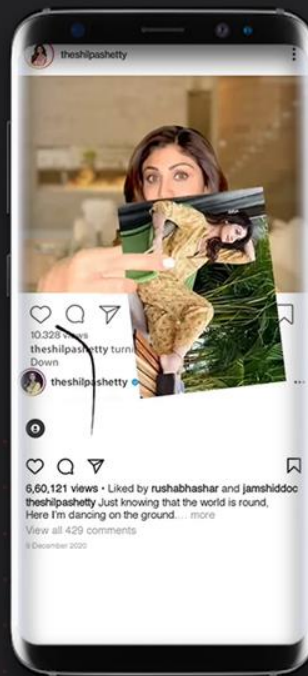 theshilpashetty
10.328 views
theshilpashetty turni
Down
theshilpashetty
6,60,121 views • Liked by rushabhashar and jamshiddoc
theshilpashetty Just knowing that the world is round,
Here I'm dancing on the ground.... more
View all 429 comments
9 December 2020